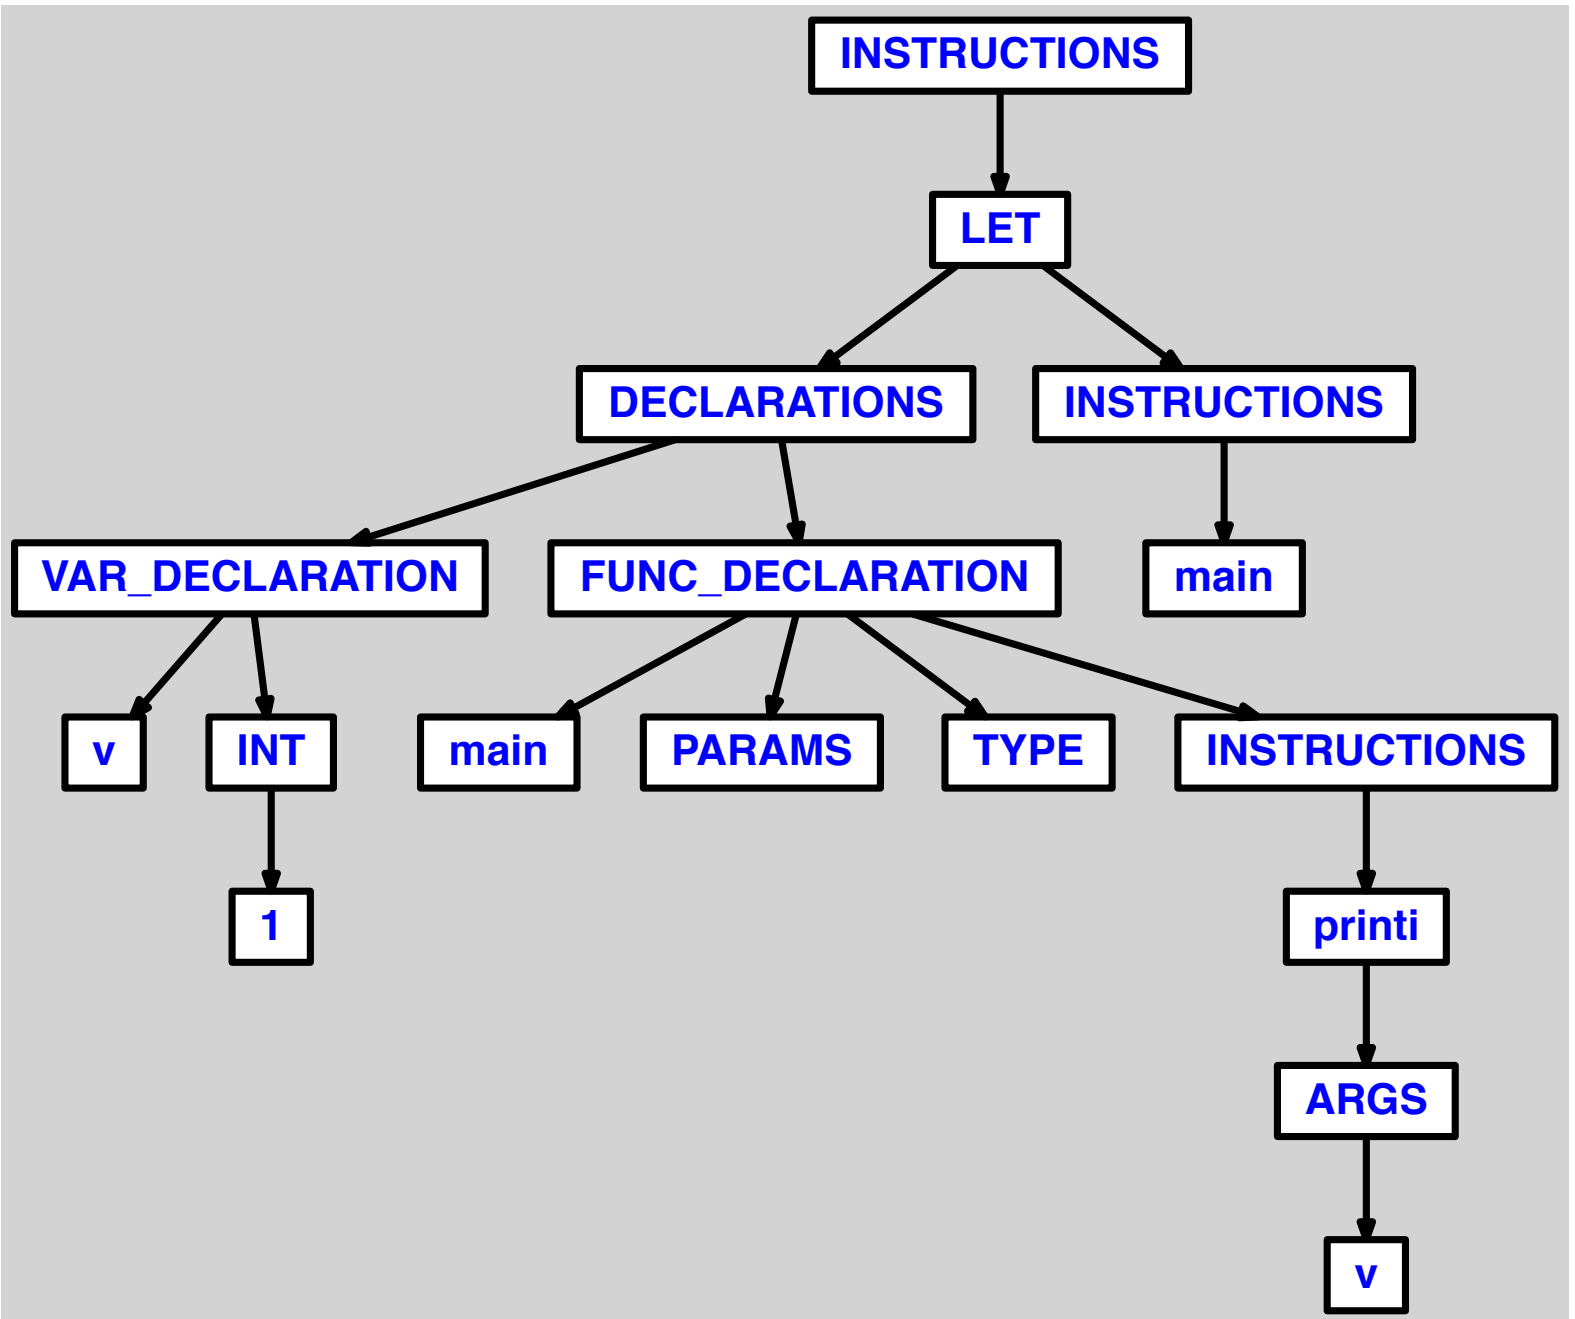 INSTRUCTIONS
LET
DECLARATIONS
INSTRUCTIONS
VAR_DECLARATION
FUNC_DECLARATION
main
v
INT
main
PARAMS
TYPE
INSTRUCTIONS
1
printi
ARGS
v